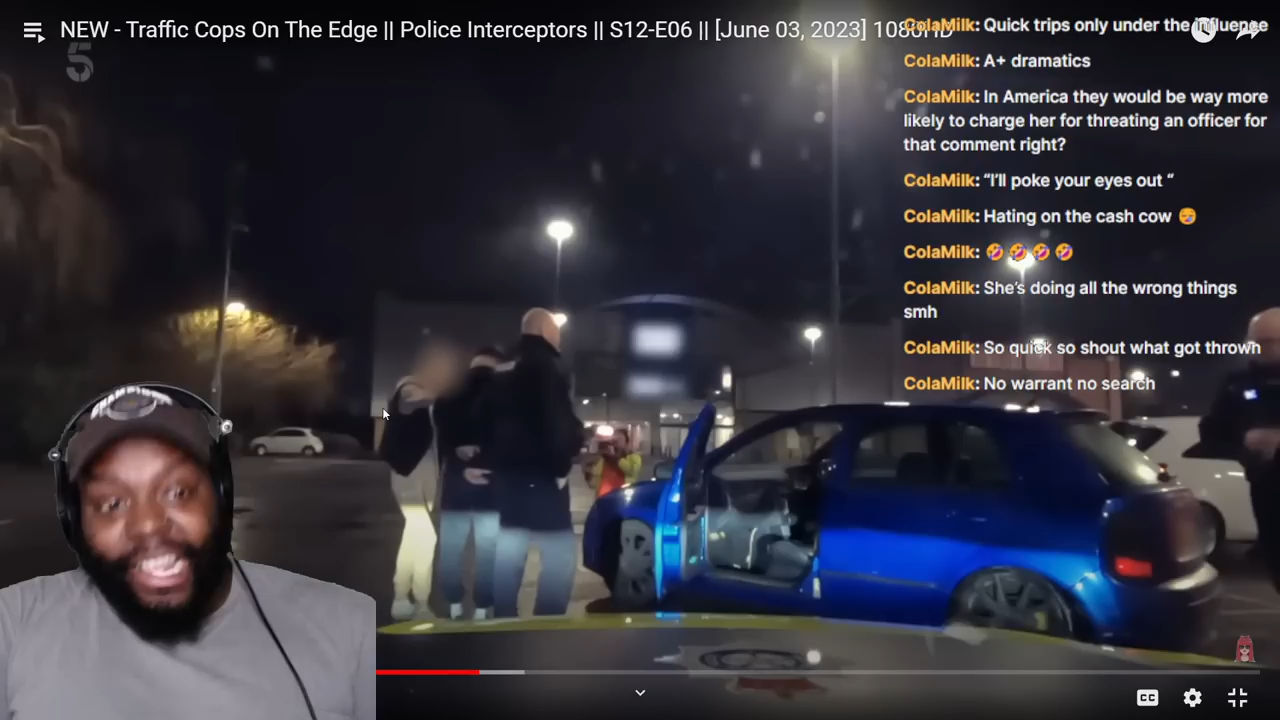 NEW - Traffic Cops On The Edge || Police Interceptors || S12-E06 || [June 03, 2023] 1080HD
5
ColaMilk: Quick trips only under the influence
ColaMilk: A+ dramatics
ColaMilk: In America they would be way more
likely to charge her for threating an officer for
that comment right?
ColaMilk: “I’ll poke your eyes out “
ColaMilk: Hating on the cash cow 😪
ColaMilk: 🤣 🤣 🤣 🤣
ColaMilk: She’s doing all the wrong things
smh
ColaMilk: So quick so shout what got thrown
ColaMilk: No warrant no search
CC